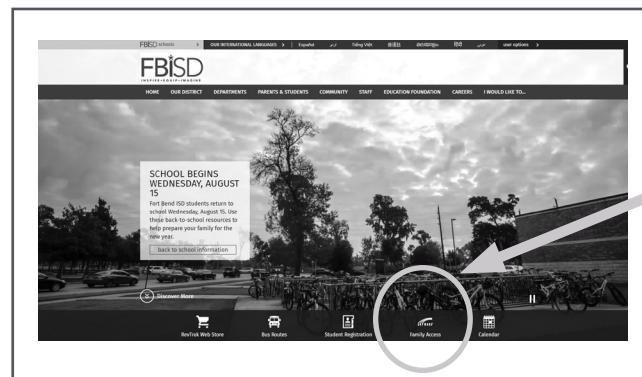 FBISD schools > OUR INTERNATIONAL LANGUAGES > | Español اردو Tiếng Việt हिंदी عربي user options >
FBISD
INSPIRE•EQUIP•IMAGINE
HOME OUR DISTRICT DEPARTMENTS PARENTS & STUDENTS COMMUNITY STAFF EDUCATION FOUNDATION CAREERS I WOULD LIKE TO...
SCHOOL BEGINS
WEDNESDAY, AUGUST
15
Fort Bend ISD students return to
school Wednesday, August 15. Use
these back-to-school resources to
help prepare your family for the
new year.
back to school information
Discover More
RevTrak Web Store Bus Routes Student Registration Family Access Calendar